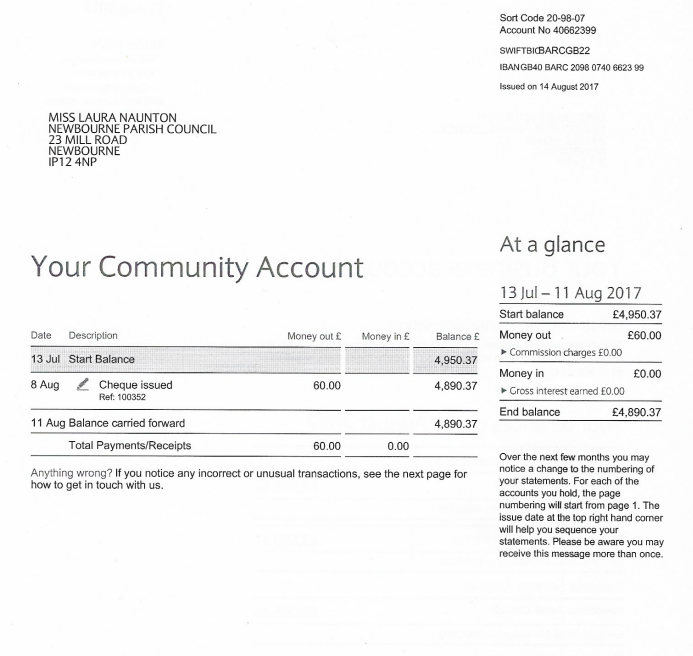 Sort Code 20-98-07
Account No 40662399
SWIFTBICBARCGB22
IBANGB40 BARC 2098 0740 6623 99
Issued on 14 August 2017
MISS LAURA NAUNTON
NEWBOURNE PARISH COUNCIL
23 MILL ROAD
NEWBOURNE
IP12 4NP
Your Community Account
Date Description Money out £ Money in £ Balance £
13 Jul Start Balance 4,950.37
8 Aug Cheque issued 60.00 4,890.37
Ref: 100352
11 Aug Balance carried forward 4,890.37
Total Payments/Receipts 60.00 0.00
Anything wrong? If you notice any incorrect or unusual transactions, see the next page for
how to get in touch with us.
At a glance
13 Jul – 11 Aug 2017
Start balance £4,950.37
Money out £60.00
Commission charges £0.00
Money in £0.00
Gross interest earned £0.00
End balance £4,890.37
Over the next few months you may
notice a change to the numbering of
your statements. For each of the
accounts you hold, the page
numbering will start from page 1. The
issue date at the top right hand corner
will help you sequence your
statements. Please be aware you may
receive this message more than once.